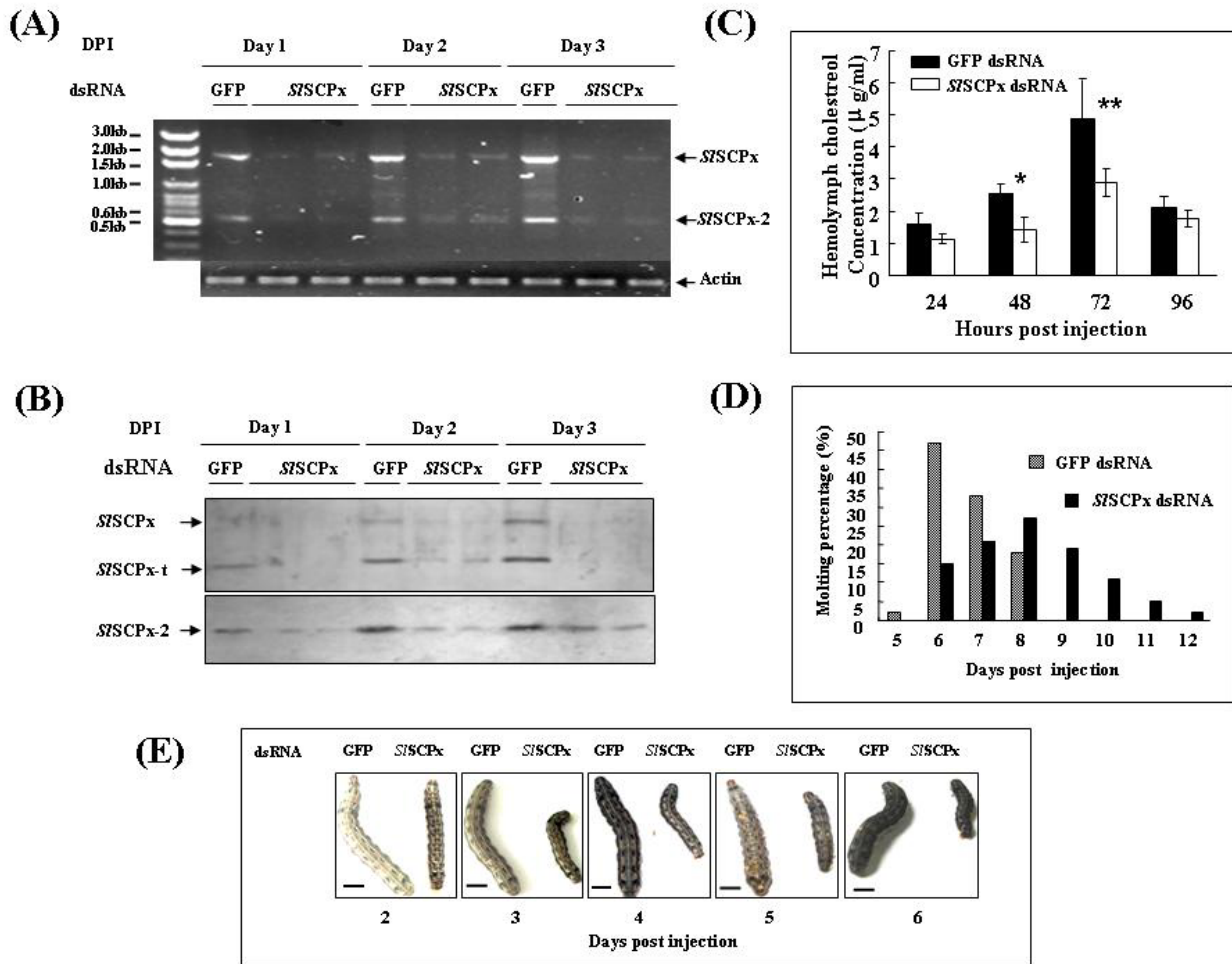 (A)
DPI Day 1 Day 2 Day 3
dsRNA GFP SlSCPx GFP SlSCPx GFP SlSCPx
3.0kb
2.0kb
1.5kb
1.0kb
0.6kb
0.5kb
SlSCPx
SlSCPx-2
Actin
(B)
DPI Day 1 Day 2 Day 3
dsRNA GFP SlSCPx GFP SlSCPx GFP SlSCPx
SlSCPx
SlSCPx-t
SlSCPx-2
(C)
Hemolymph cholestreol
Concentration (μ g/ml)
7
6
5
4
3
2
1
0
GFP dsRNA
SlSCPx dsRNA
*
**
24 48 72 96
Hours post injection
(D)
Molting percentage (%)
50
45
40
35
30
25
20
15
10
5
0
GFP dsRNA
SlSCPx dsRNA
5 6 7 8 9 10 11 12
Days post injection
(E)
dsRNA GFP SlSCPx GFP SlSCPx GFP SlSCPx GFP SlSCPx GFP SlSCPx
2 3 4 5 6
Days post injection